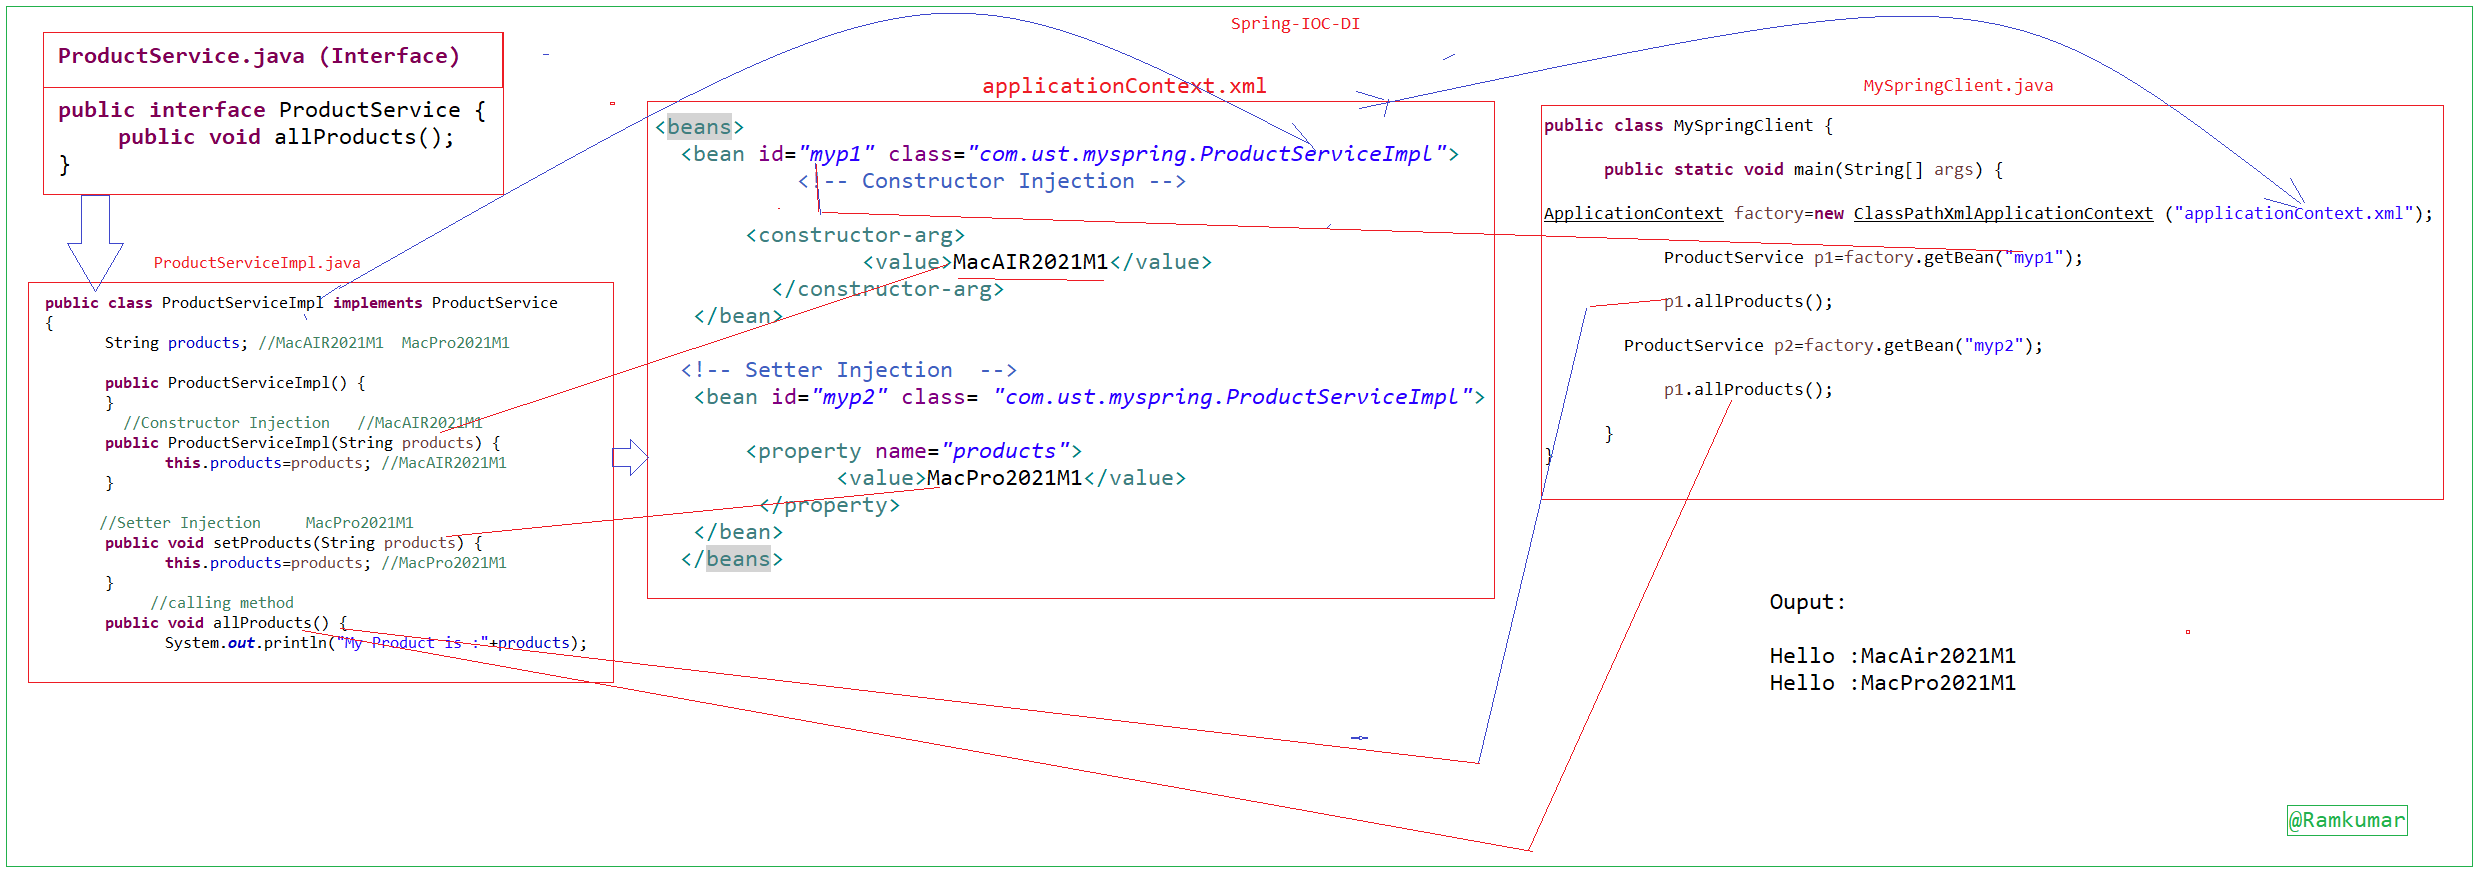 Spring-IOC-DI
ProductService.java (Interface)
public interface ProductService {
public void allProducts();
}
ProductServiceImpl.java
public class ProductServiceImpl implements ProductService
{
String products; //MacAIR2021M1  MacPro2021M1
public ProductServiceImpl() {
}
//Constructor Injection   //MacAIR2021M1
public ProductServiceImpl(String products) {
this.products=products; //MacAIR2021M1
}
//Setter Injection     MacPro2021M1
public void setProducts(String products) {
this.products=products; //MacPro2021M1
}
//calling method
public void allProducts() {
System.out.println("My Product is :"+products);
applicationContext.xml
<beans>
<bean id="myp1" class="com.ust.myspring.ProductServiceImpl">
<!-- Constructor Injection -->
<constructor-arg>
<value>MacAIR2021M1</value>
</constructor-arg>
</bean>
<!-- Setter Injection  -->
<bean id="myp2" class= "com.ust.myspring.ProductServiceImpl">
<property name="products">
<value>MacPro2021M1</value>
</property>
</bean>
</beans>
MySpringClient.java
public class MySpringClient {
public static void main(String[] args) {
ApplicationContext factory=new ClassPathXmlApplicationContext ("applicationContext.xml");
ProductService p1=factory.getBean("myp1");
p1.allProducts();
ProductService p2=factory.getBean("myp2");
p1.allProducts();
}
}
Ouput:
Hello :MacAir2021M1
Hello :MacPro2021M1
@Ramkumar